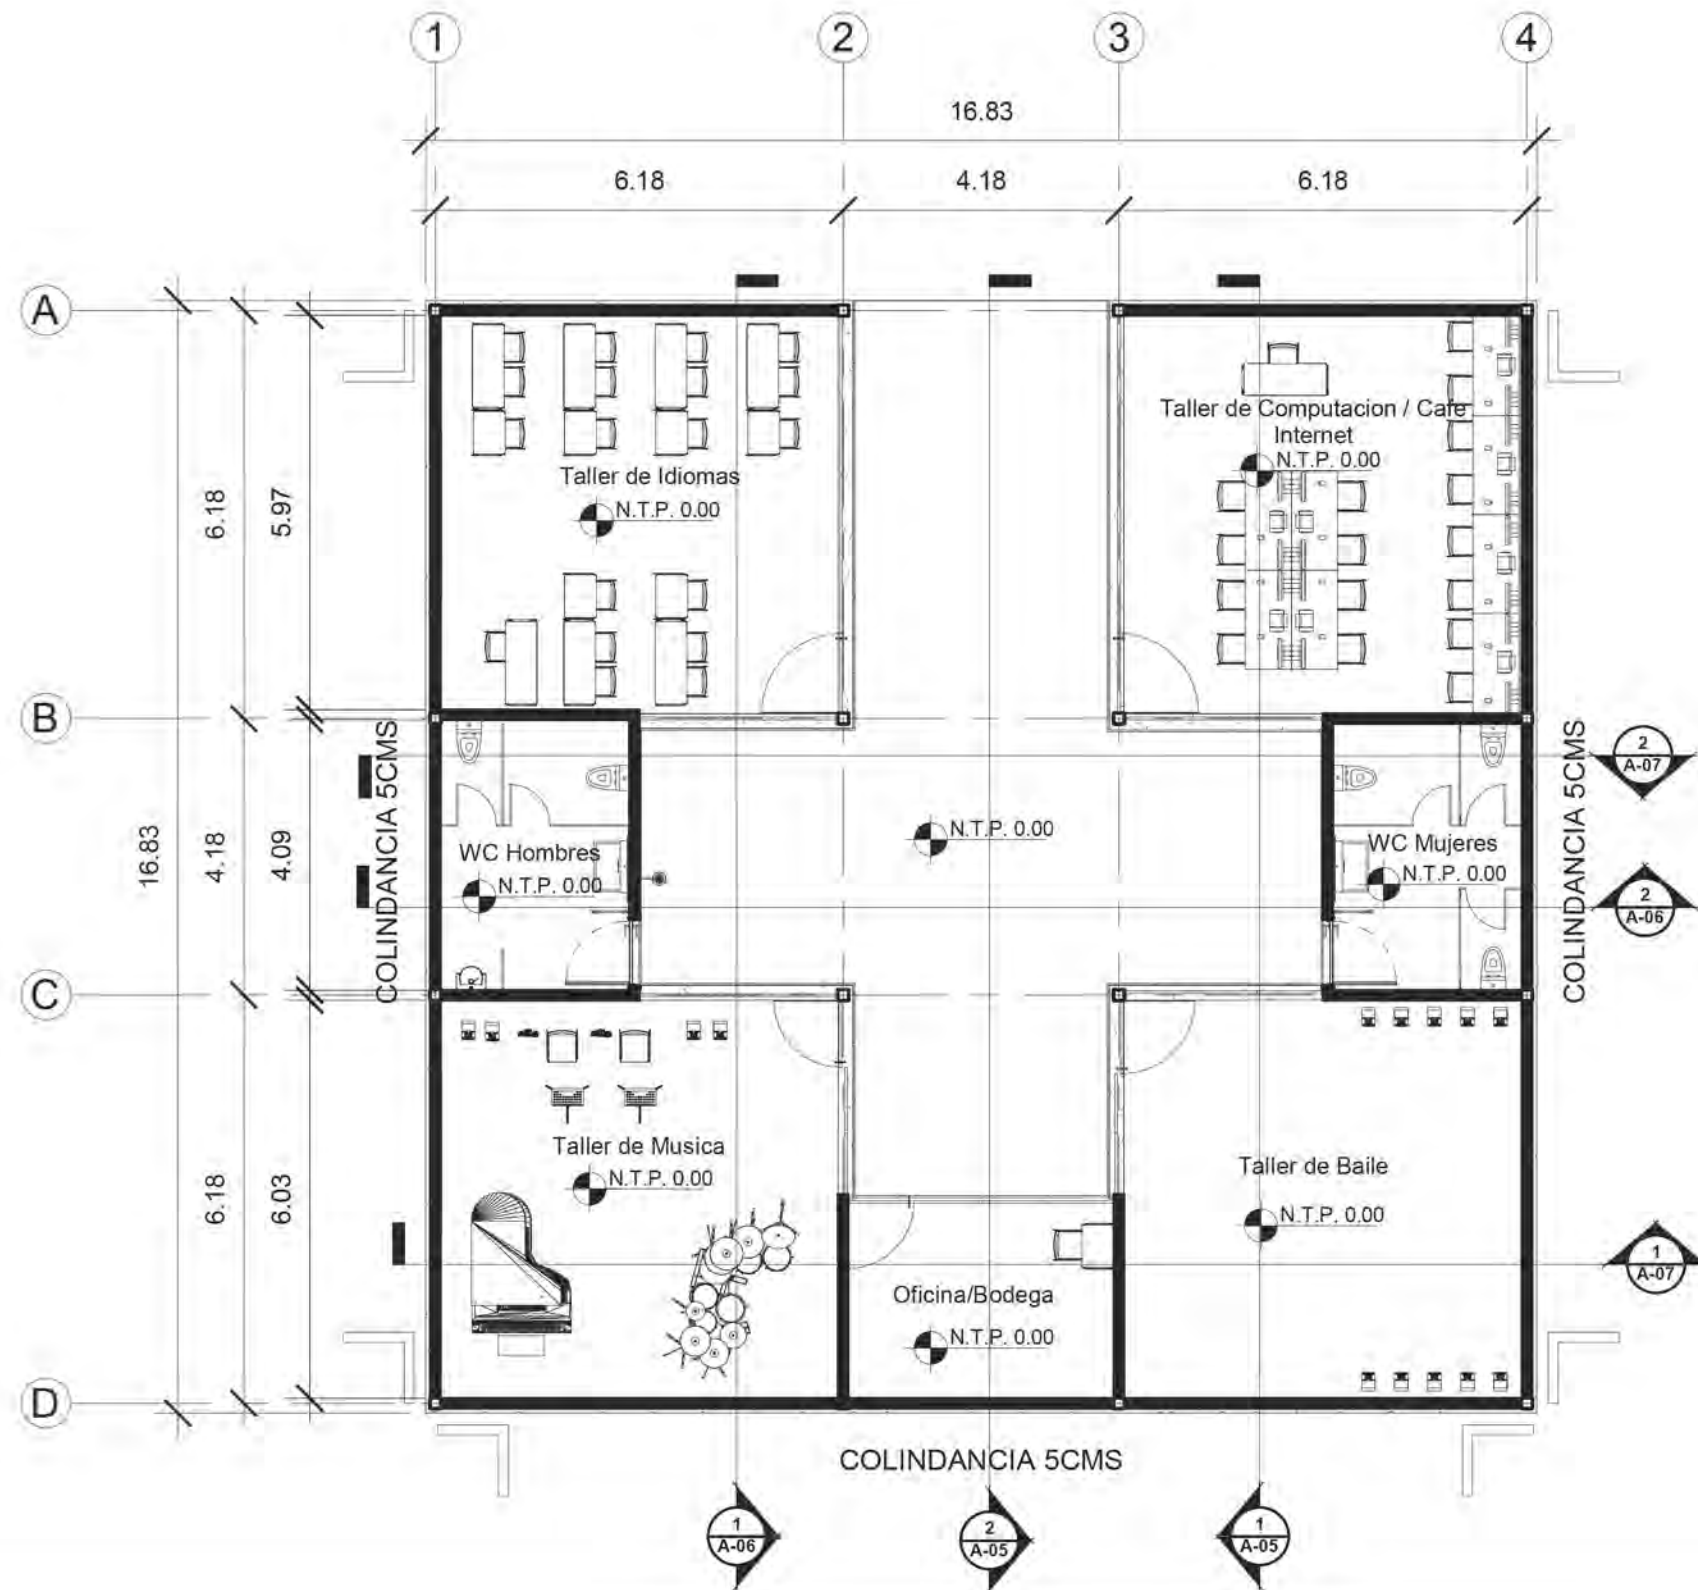 1 2 3 4
16.83
6.18 4.18 6.18
A
Taller de Computacion / Cafe
Internet
N.T.P. 0.00
Taller de Idiomas
N.T.P. 0.00
6.18
5.97
B
COLINDANCIA 5CMS
COLINDANCIA 5CMS
2
A-07
16.83
4.18
4.09
N.T.P. 0.00
WC Hombres
N.T.P. 0.00
WC Mujeres
N.T.P. 0.00
2
A-06
C
Taller de Musica
N.T.P. 0.00
Taller de Baile
N.T.P. 0.00
6.18
6.03
1
A-07
Oficina/Bodega
N.T.P. 0.00
D
COLINDANCIA 5CMS
1
A-06
2
A-05
1
A-05